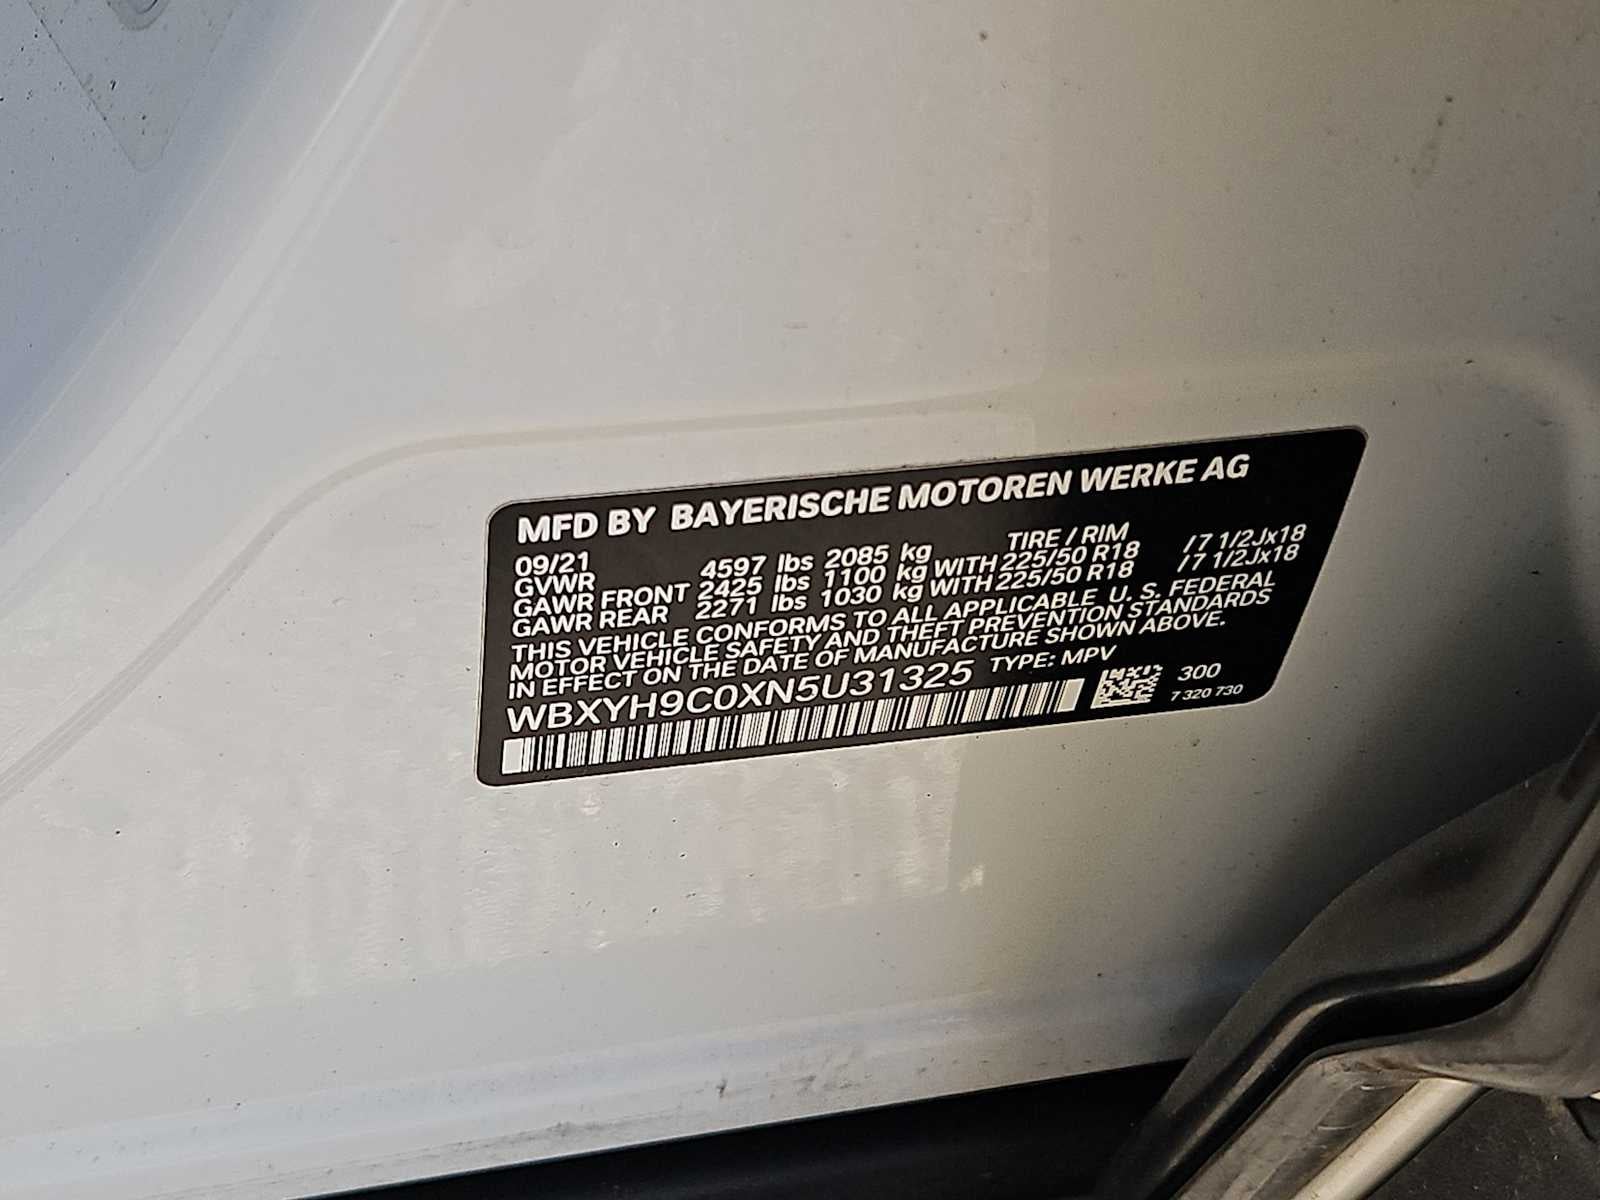 MFD BY BAYERISCHE MOTOREN WERKE AG
09/21 TIRE / RIM
GVWR 4597 lbs 2085 kg
GAWR FRONT 2425 lbs 1100 kg WITH 225/50 R18 /7 1/2Jx18
GAWR REAR 2271 lbs 1030 kg WITH 225/50 R18 /7 1/2Jx18
THIS VEHICLE CONFORMS TO ALL APPLICABLE U. S. FEDERAL
MOTOR VEHICLE SAFETY AND THEFT PREVENTION STANDARDS
IN EFFECT ON THE DATE OF MANUFACTURE SHOWN ABOVE.
WBXYH9C0XN5U31325 TYPE: MPV
300
7 320 730